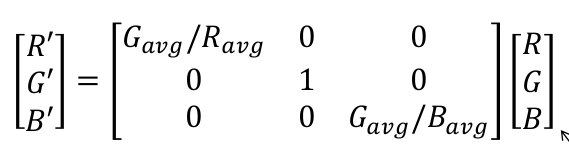 [R'] = [G_avg/R_avg 0 0] [R]
[G'] = [0 1 0] [G]
[B'] = [0 0 G_avg/B_avg] [B]